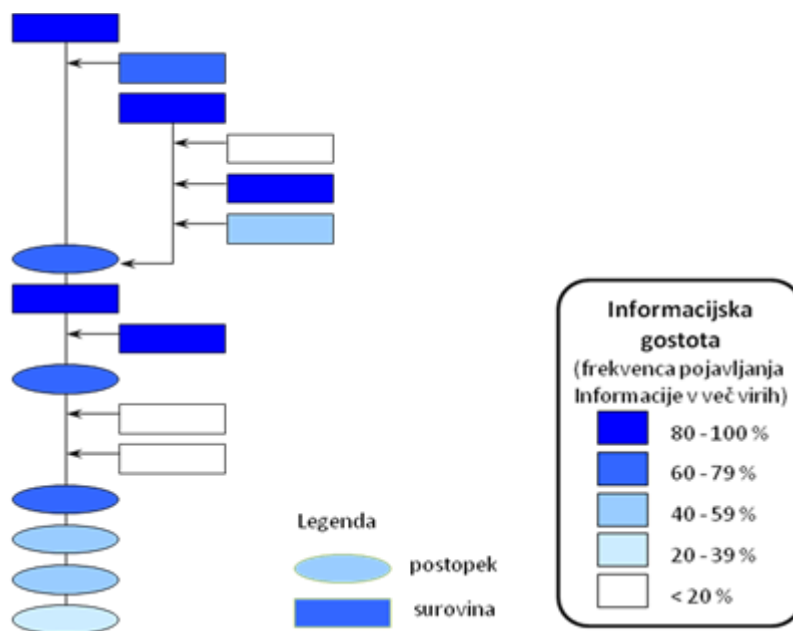 Informacijska
gostota
(frekvenca pojavljanja
Informacije v več virih)
80 - 100 %
60 - 79 %
40 - 59 %
20 - 39 %
< 20 %
Legenda
postopek
surovina